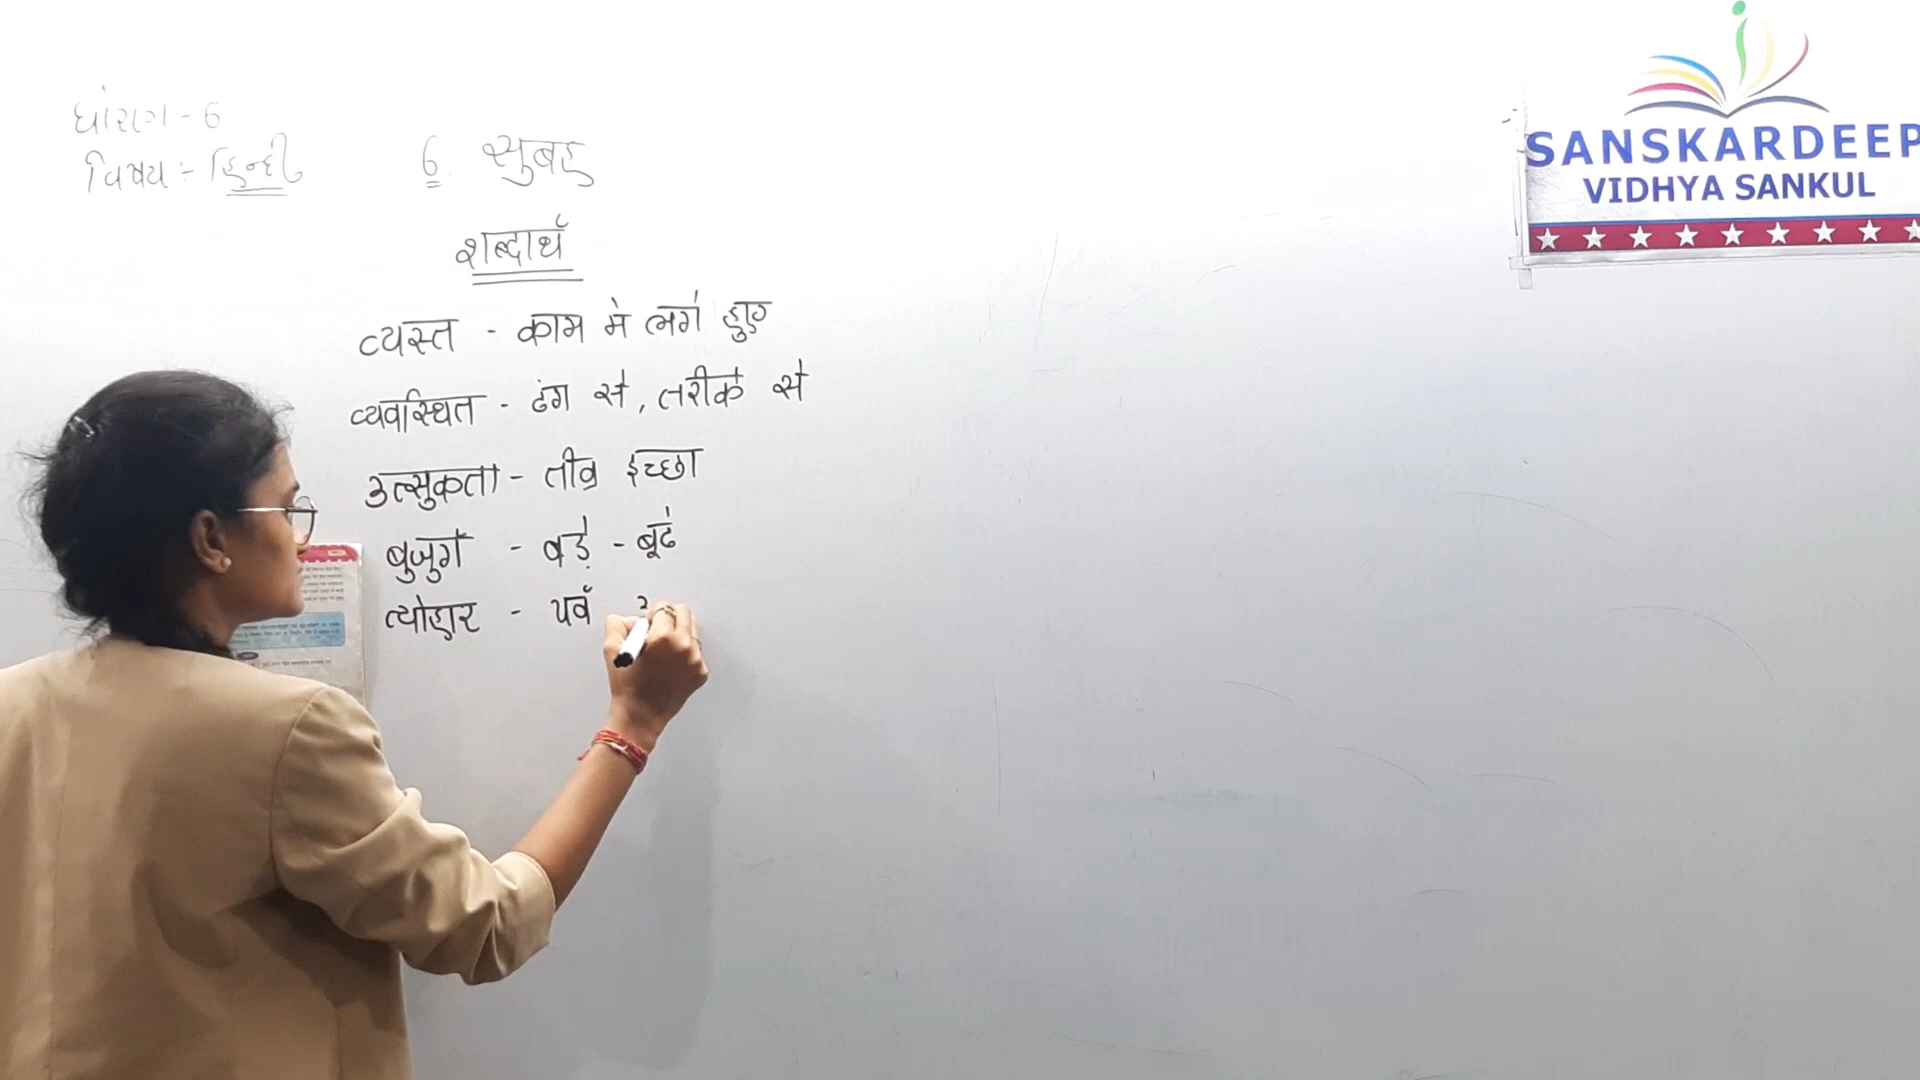 धोरण - 6
विषय :- हिन्दी
6. सुबह
शब्दार्थ
व्यस्त - काम मे लगे हुए
व्यवस्थित - ढंग से, तरीके से
उत्सुकता - तीव्र इच्छा
बुजुर्ग - बड़े - बूढे
त्योहार - पर्व
SANSKARDEEP
VIDHYA SANKUL